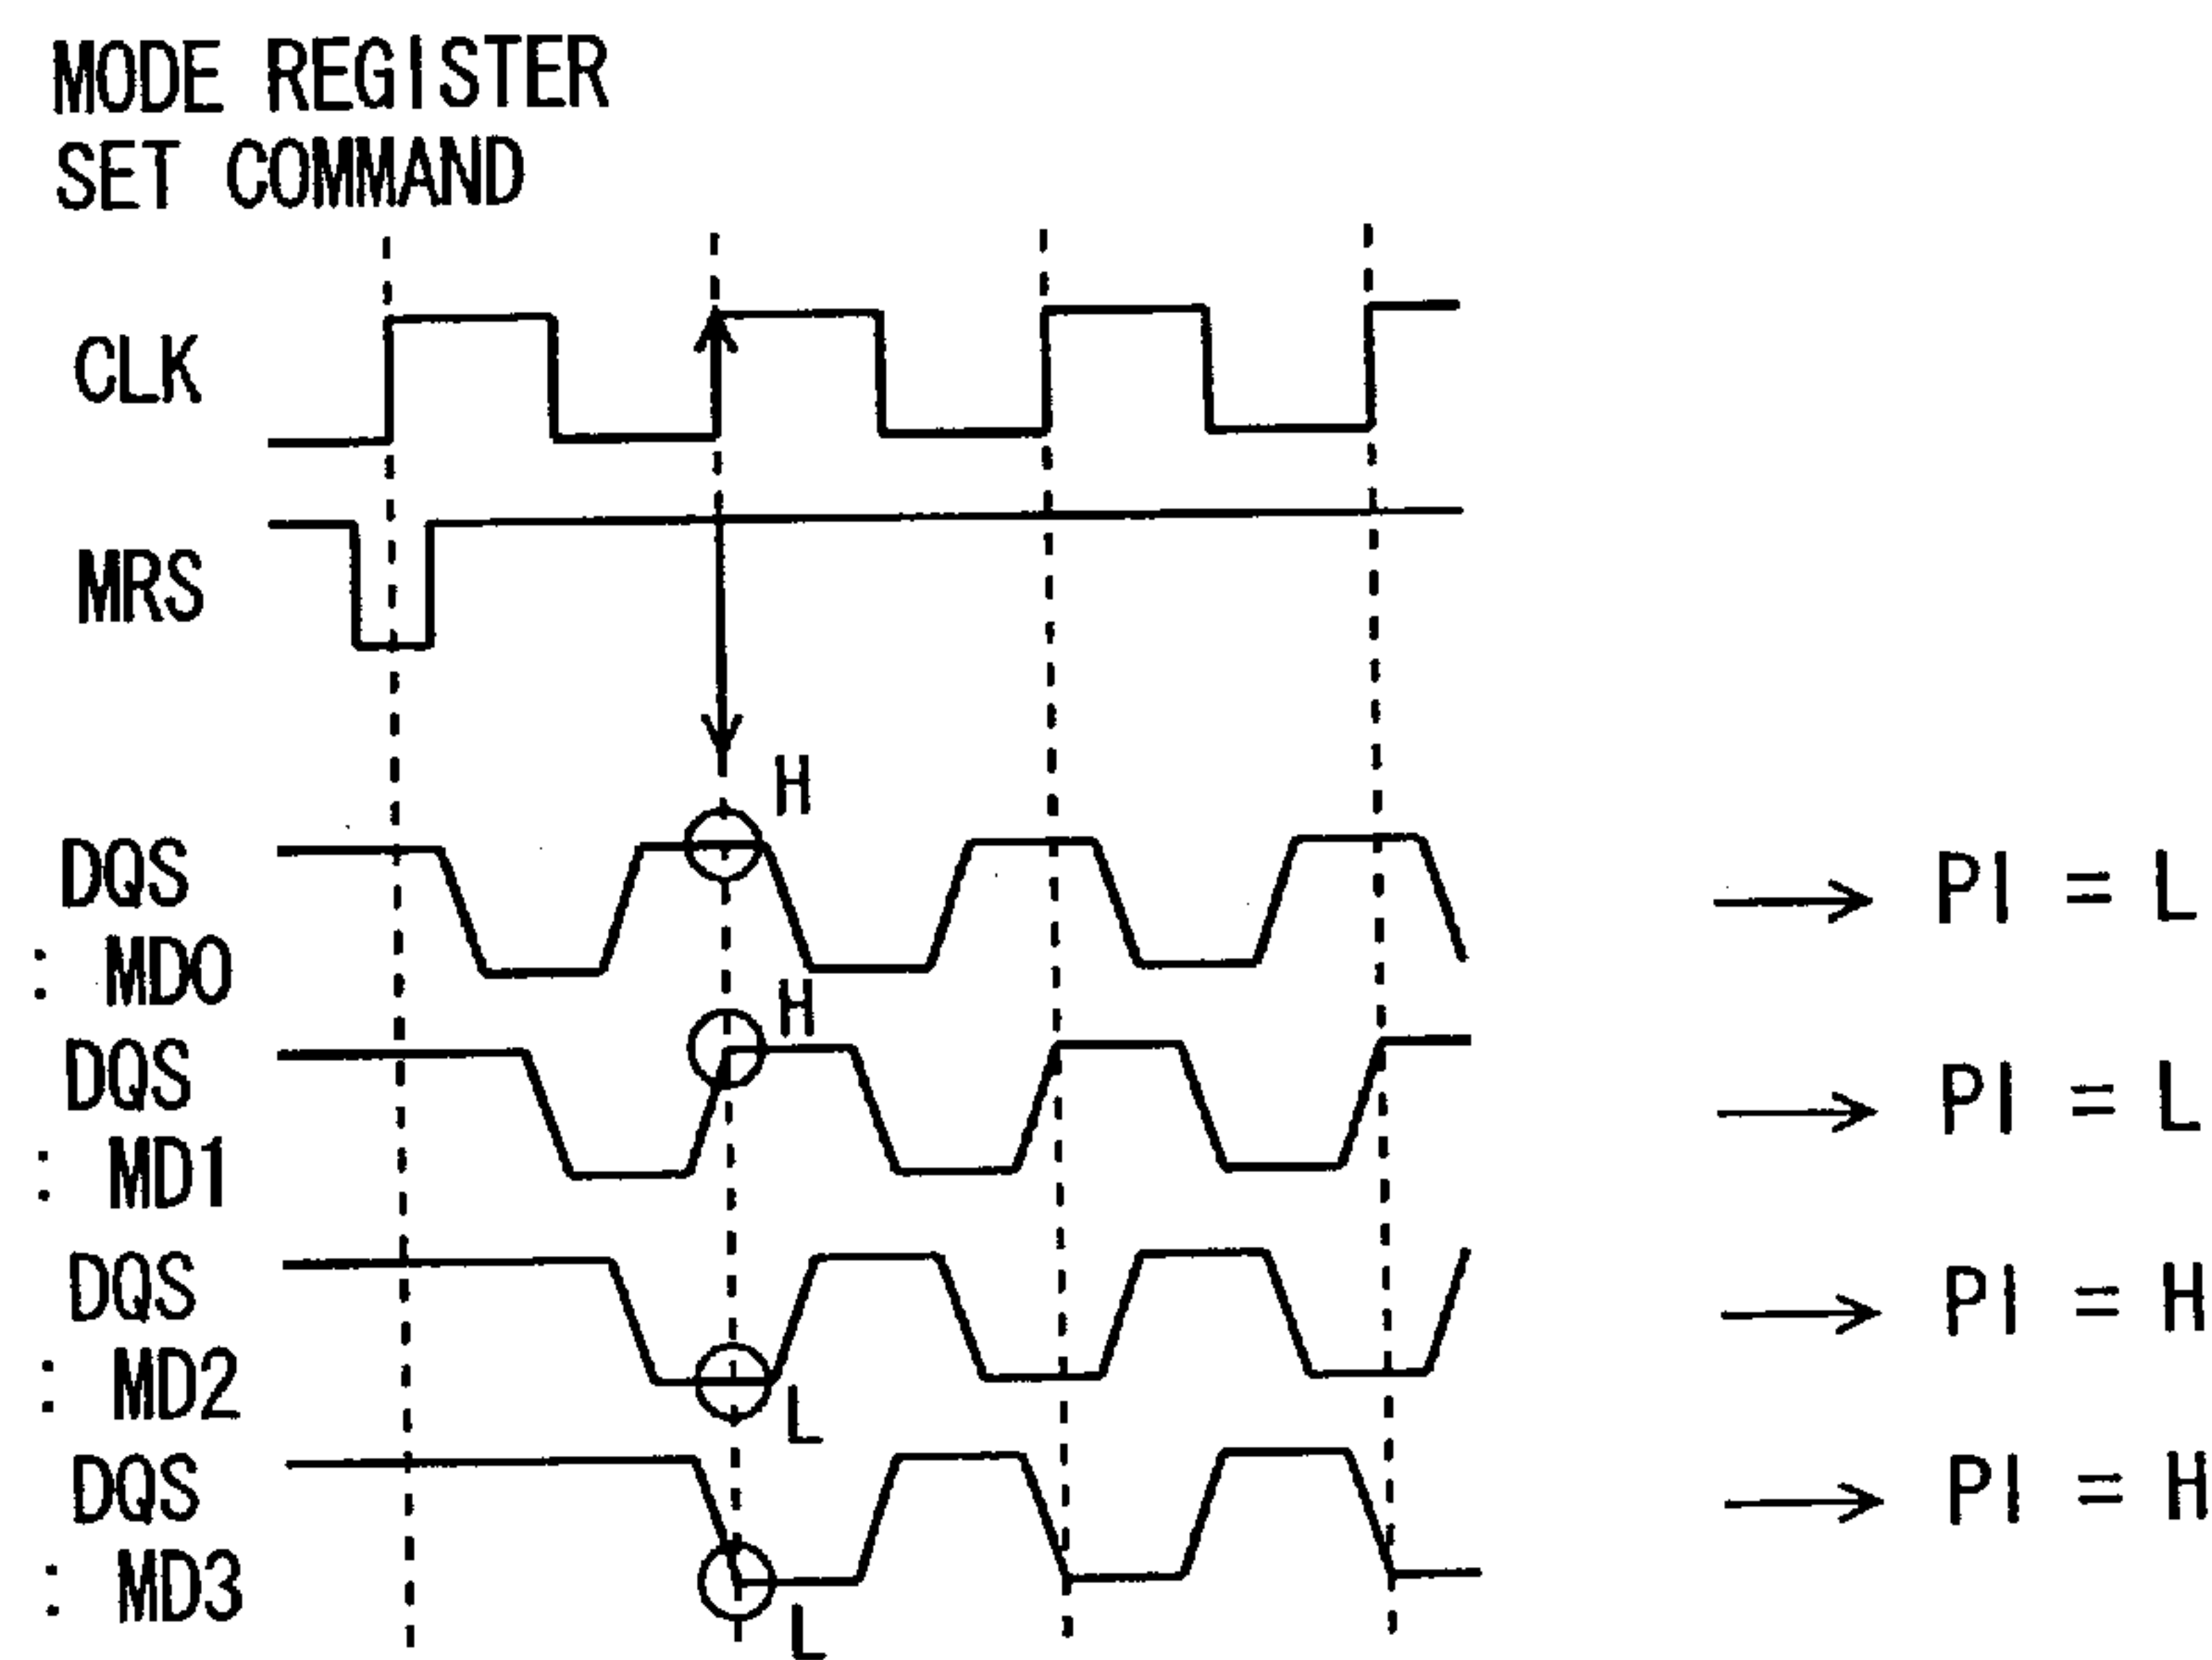 MODE REGISTER
SET COMMAND
CLK
MRS
H
DQS
: MD0
PI = L
H
DQS
: MD1
PI = L
DQS
: MD2
L
PI = H
DQS
: MD3
L
PI = H